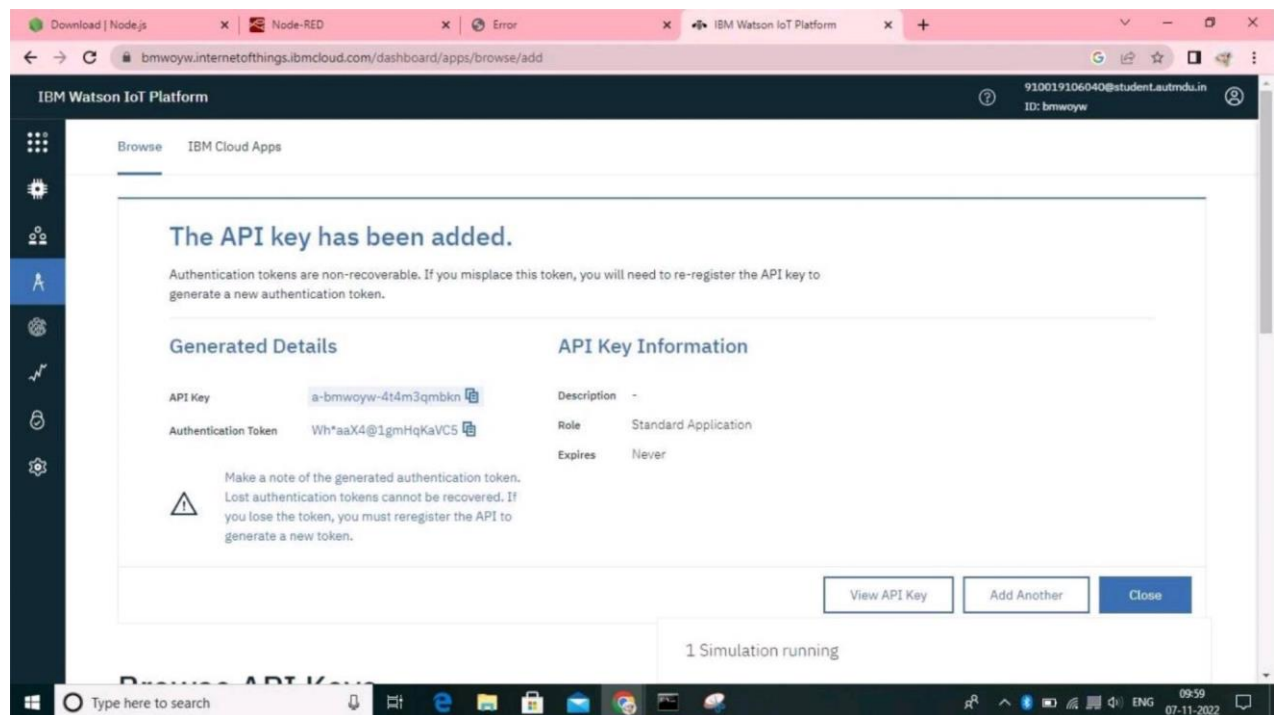 Download | Node.js
Node-RED
Error
IBM Watson IoT Platform
bmwoyw.internetofthings.ibmcloud.com/dashboard/apps/browse/add
IBM Watson IoT Platform
910019106040@student.autmdu.in
ID: bmwoyw
Browse IBM Cloud Apps
The API key has been added.
Authentication tokens are non-recoverable. If you misplace this token, you will need to re-register the API key to
generate a new authentication token.
Generated Details
API Key a-bmwoyw-4t4m3qmbkn
Authentication Token Wh*aaX4@1gmHqKaVC5
Make a note of the generated authentication token.
Lost authentication tokens cannot be recovered. If
you lose the token, you must reregister the API to
generate a new token.
API Key Information
Description -
Role Standard Application
Expires Never
View API Key
Add Another
Close
1 Simulation running
Browse API Keys
Type here to search
ENG
09:59
07-11-2022